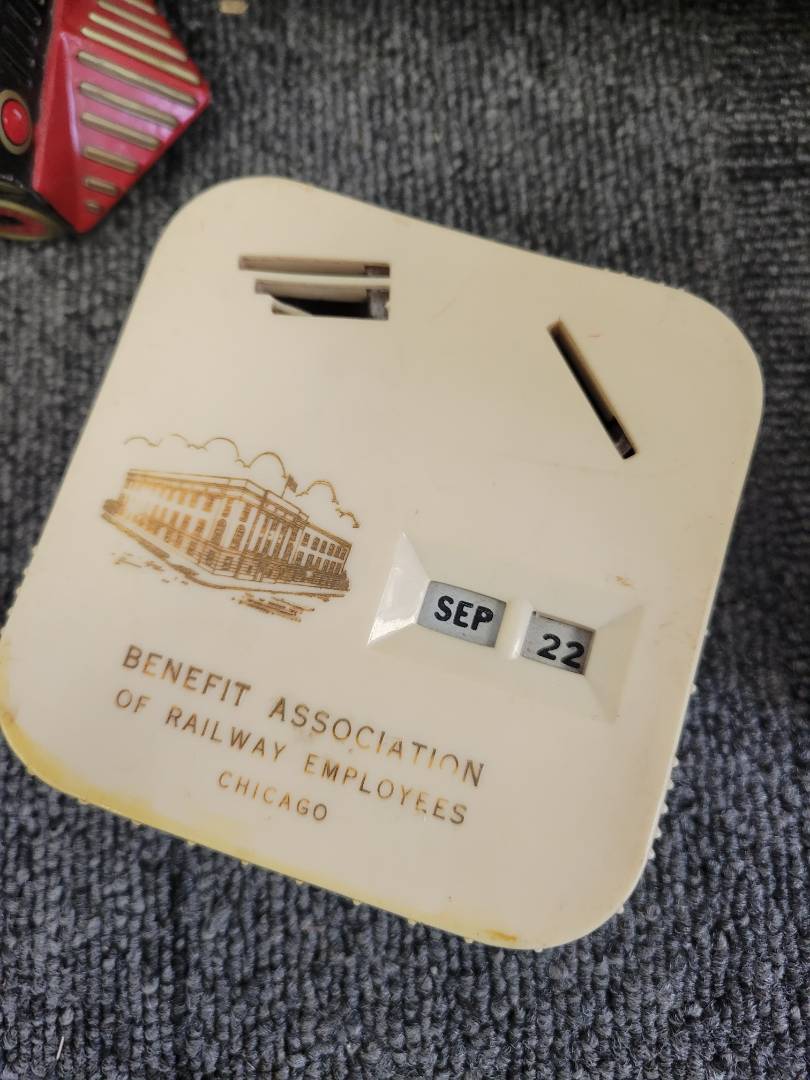 SEP 22
BENEFIT ASSOCIATION
OF RAILWAY EMPLOYEES
CHICAGO